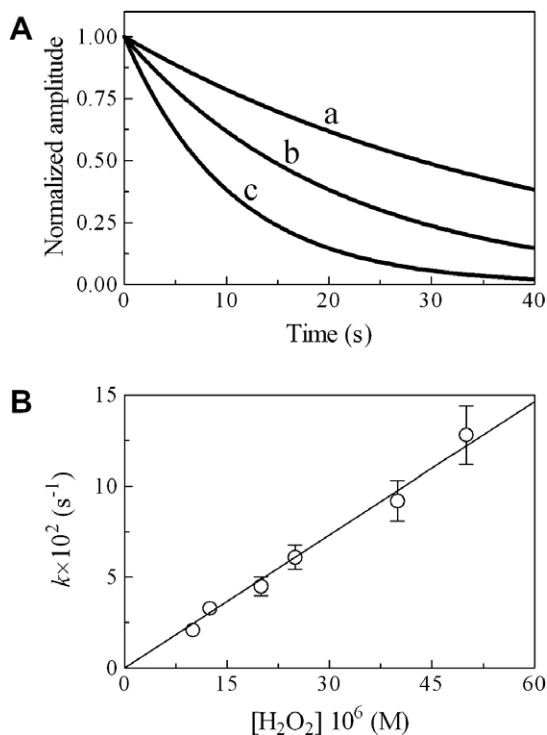 A
Normalized amplitude
1.00
0.75
0.50
0.25
0.00
a
b
c
0
10
20
30
40
Time (s)
B
k×10² (s⁻¹)
15
10
5
0
0
15
30
45
60
[H₂O₂] 10⁶ (M)